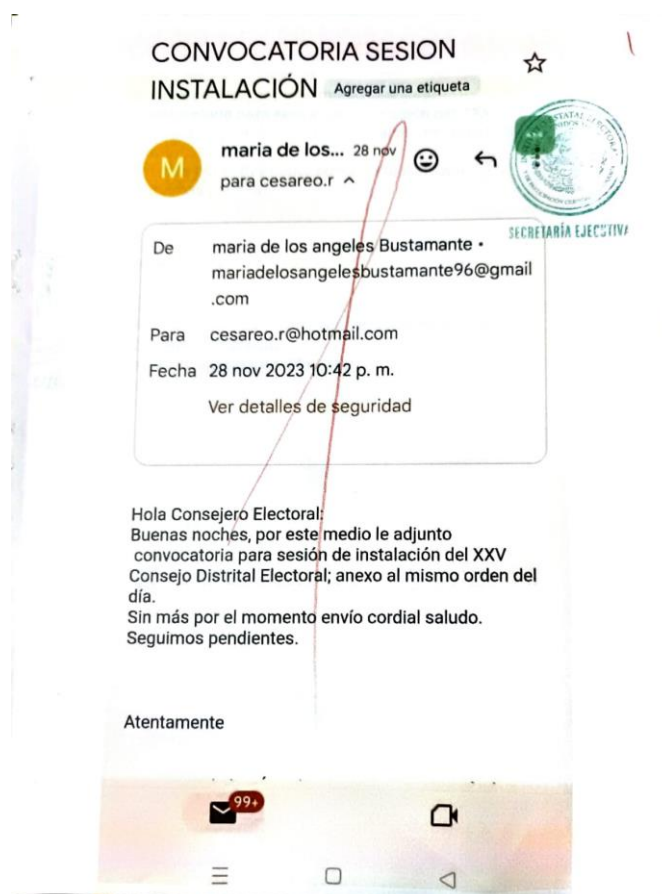 CONVOCATORIA SESION
INSTALACIÓN Agregar una etiqueta
M
maria de los... 28 nov
para cesareo.r
SECRETARÍA EJECUTIVA
De maria de los angeles Bustamante •
mariadelosangelesbustamante96@gmail
.com
Para cesareo.r@hotmail.com
Fecha 28 nov 2023 10:42 p. m.
Ver detalles de seguridad
Hola Consejero Electoral:
Buenas noches, por este medio le adjunto
convocatoria para sesión de instalación del XXV
Consejo Distrital Electoral; anexo al mismo orden del
día.
Sin más por el momento envío cordial saludo.
Seguimos pendientes.
Atentamente
99+